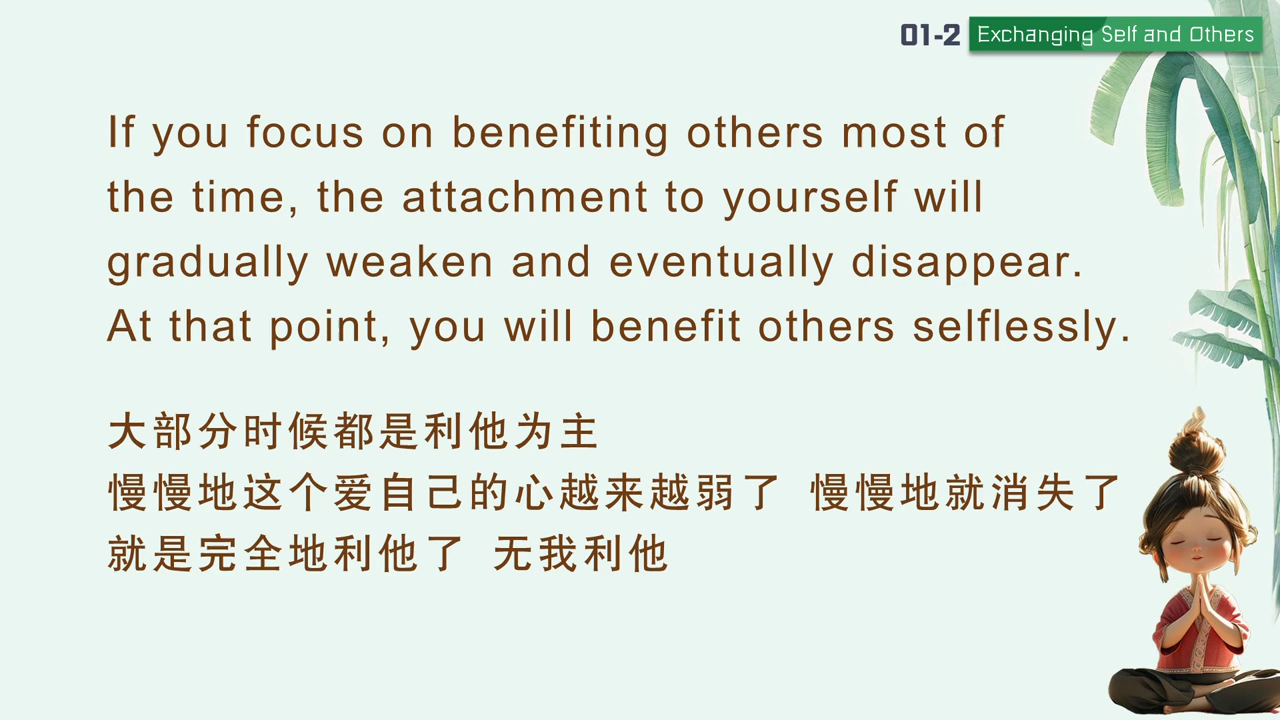 01-2 Exchanging Self and Others
If you focus on benefiting others most of
the time, the attachment to yourself will
gradually weaken and eventually disappear.
At that point, you will benefit others selflessly.
大部分时候都是利他为主
慢慢地这个爱自己的心越来越弱了 慢慢地就消失了
就是完全地利他了 无我利他